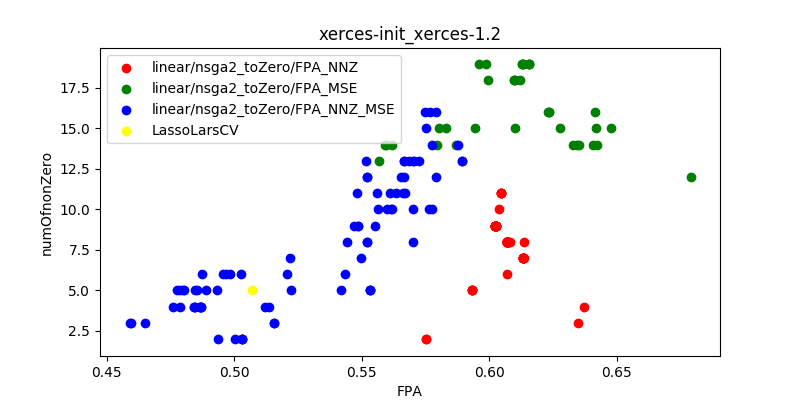 xerces-init_xerces-1.2
linear/nsga2_toZero/FPA_NNZ
linear/nsga2_toZero/FPA_MSE
linear/nsga2_toZero/FPA_NNZ_MSE
LassoLarsCV
numOfnonZero
17.5
15.0
12.5
10.0
7.5
5.0
2.5
0.45
0.50
0.55
0.60
0.65
FPA